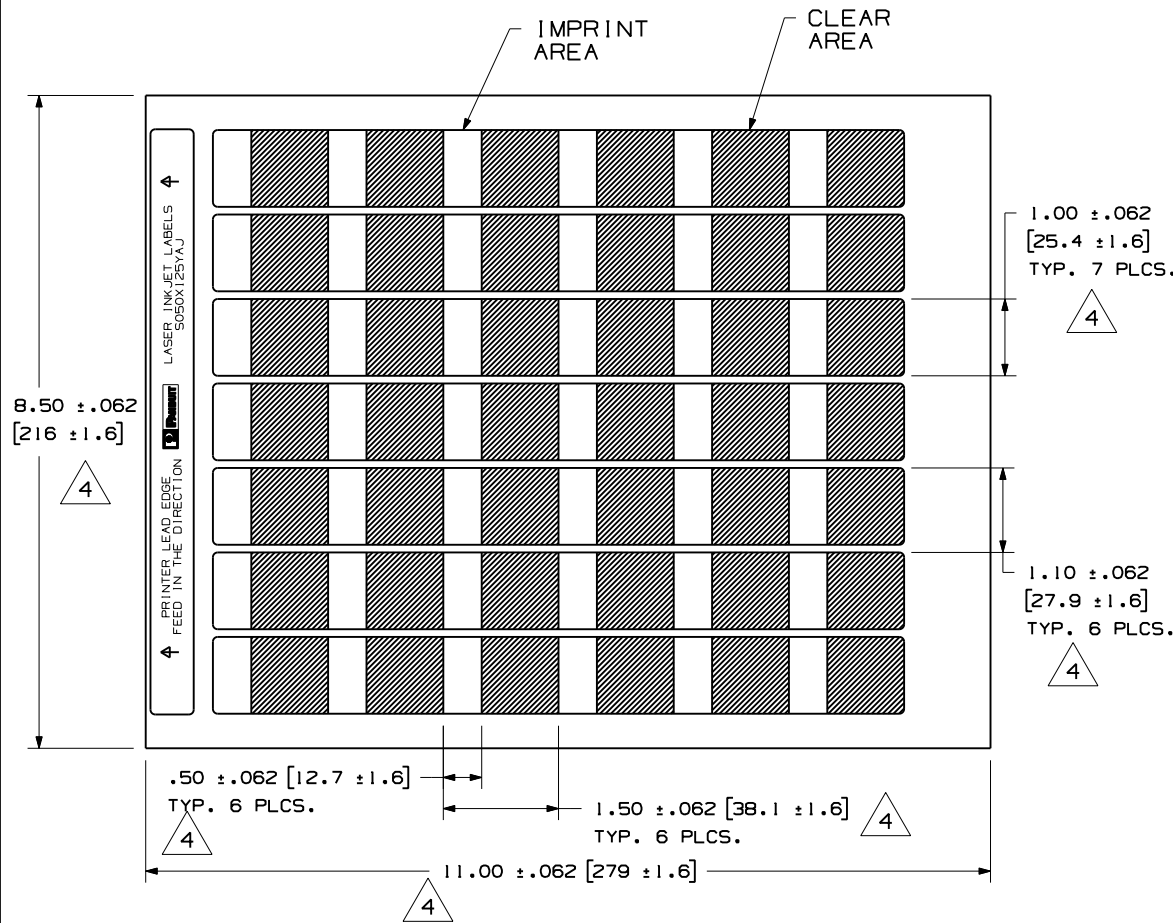 IMPRINT
AREA
CLEAR
AREA
1.00 ±.062
[25.4 ±1.6]
TYP. 7 PLCS.
4
8.50 ±.062
[216 ±1.6]
4
LASER INKJET LABELS
S050X125YAJ
PANDUIT
PRINTER LEAD EDGE
FEED IN THE DIRECTION
1.10 ±.062
[27.9 ±1.6]
TYP. 6 PLCS.
4
.50 ±.062 [12.7 ±1.6]
TYP. 6 PLCS.
4
1.50 ±.062 [38.1 ±1.6]
TYP. 6 PLCS.
4
11.00 ±.062 [279 ±1.6]
4